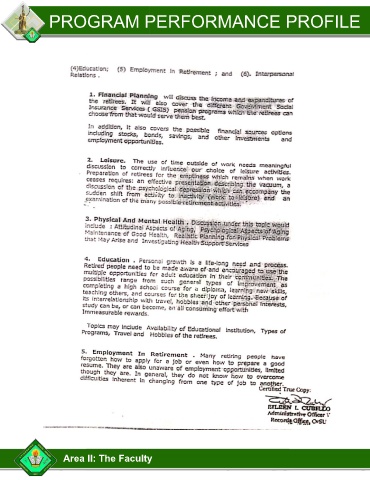 PROGRAM PERFORMANCE PROFILE
(4)Education; (5) Employment in Retirement ; and (6). Interpersonal
Relations .
1. Financial Planning will discuss the income and expenditures of
the retirees. It will also cover the different Government Social
Insurance Services ( GSIS) pension programs which the retirees can
choose from that would serve them best.
In addition, it also covers the possible financial sources options
including stocks, bonds, savings, and other investments and
employment opportunities.
2. Leisure. The use of time outside of work needs meaningful
discussion to correctly influence our choice of leisure activities.
Preparation of retirees for the emptiness which remains when work
ceases requires: an effective presentation describing the vacuum, a
discussion of the psychological depression which can accompany the
sudden shift from activity to inactivity (work to leisure) and an
examination of the many possible retirement activities.
3. Physical And Mental Health . Discussion under this topic would
include : Attitudinal Aspects of Aging, Psychological Aspects of Aging
Maintenance of Good Health, Realistic Planning for Physical Problems
that May Arise and Investigating Health Support Services
4. Education . Personal growth is a life-long need and process.
Retired people need to be made aware of and encouraged to use the
multiple opportunities for adult education in their communities. The
possibilities range from such general types of improvement as
completing a high school course for a diploma, learning new skills,
teaching others, and courses for the sheer joy of learning. Because of
its interrelationship with travel, hobbies and other personal interests,
study can be, or can become, an all consuming effort with
immeasurable rewards.
Topics may include Availability of Educational Institution, Types of
Programs, Travel and Hobbies of the retirees.
5. Employment In Retirement . Many retiring people have
forgotten how to apply for a job or even how to prepare a good
resume. They are also unaware of employment opportunities, limited
though they are. In general, they do not know how to overcome
difficulties inherent in changing from one type of job to another.
Certified True Copy:
EILEEN I. CUBILLO
Administrative Officer V
Records Office, CvSU
Area II: The Faculty